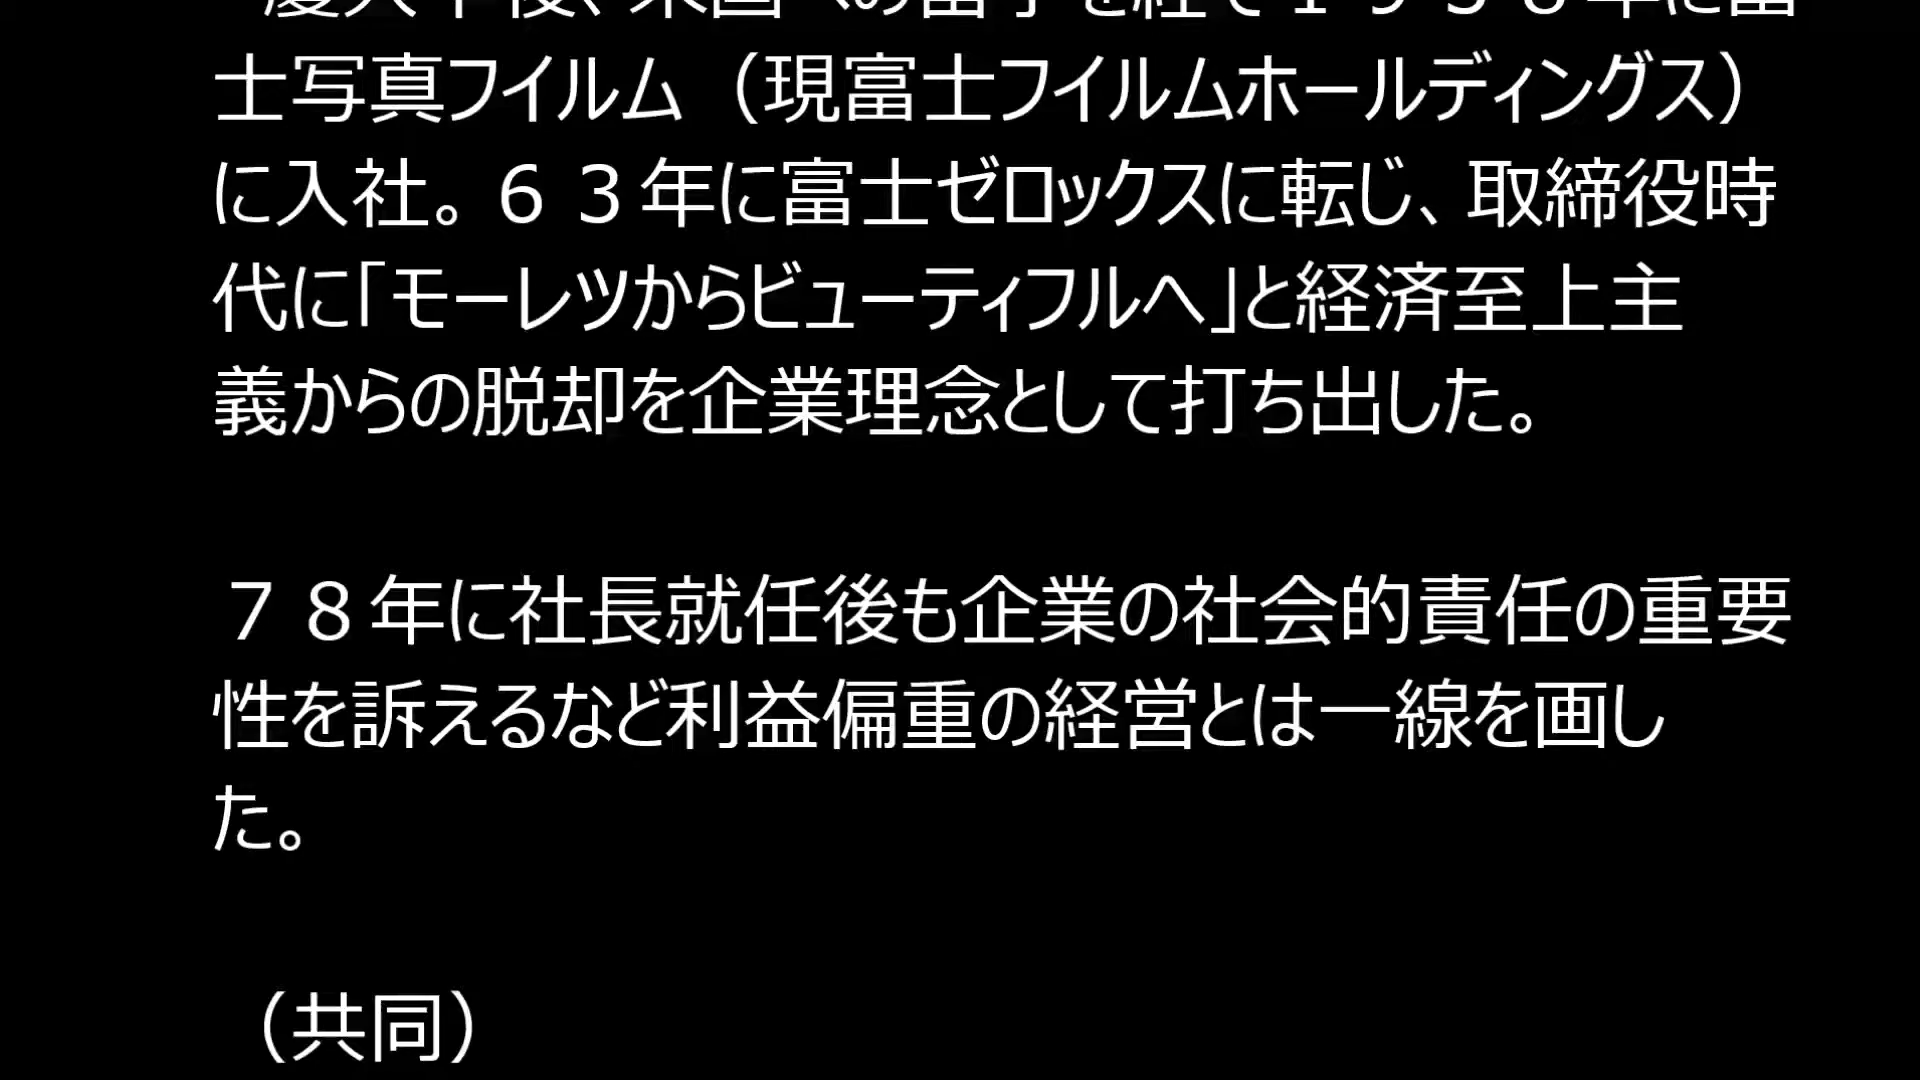 士写真フイルム（現富士フイルムホールディングス）
に入社。６３年に富士ゼロックスに転じ、取締役時
代に「モーレツからビューティフルへ」と経済至上主
義からの脱却を企業理念として打ち出した。
７８年に社長就任後も企業の社会的責任の重要
性を訴えるなど利益偏重の経営とは一線を画し
た。
（共同）